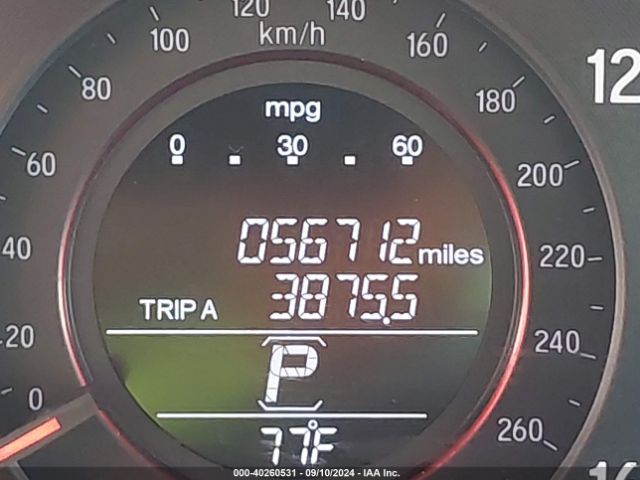 120 140
100 km/h 160
12
80 180
mpg
0 30 60
60 200
056712 miles
40 220
TRIP A 3875.5
20 240
P
0 260
77°F
16
000-40260531 - 09/10/2024 - IAA Inc.